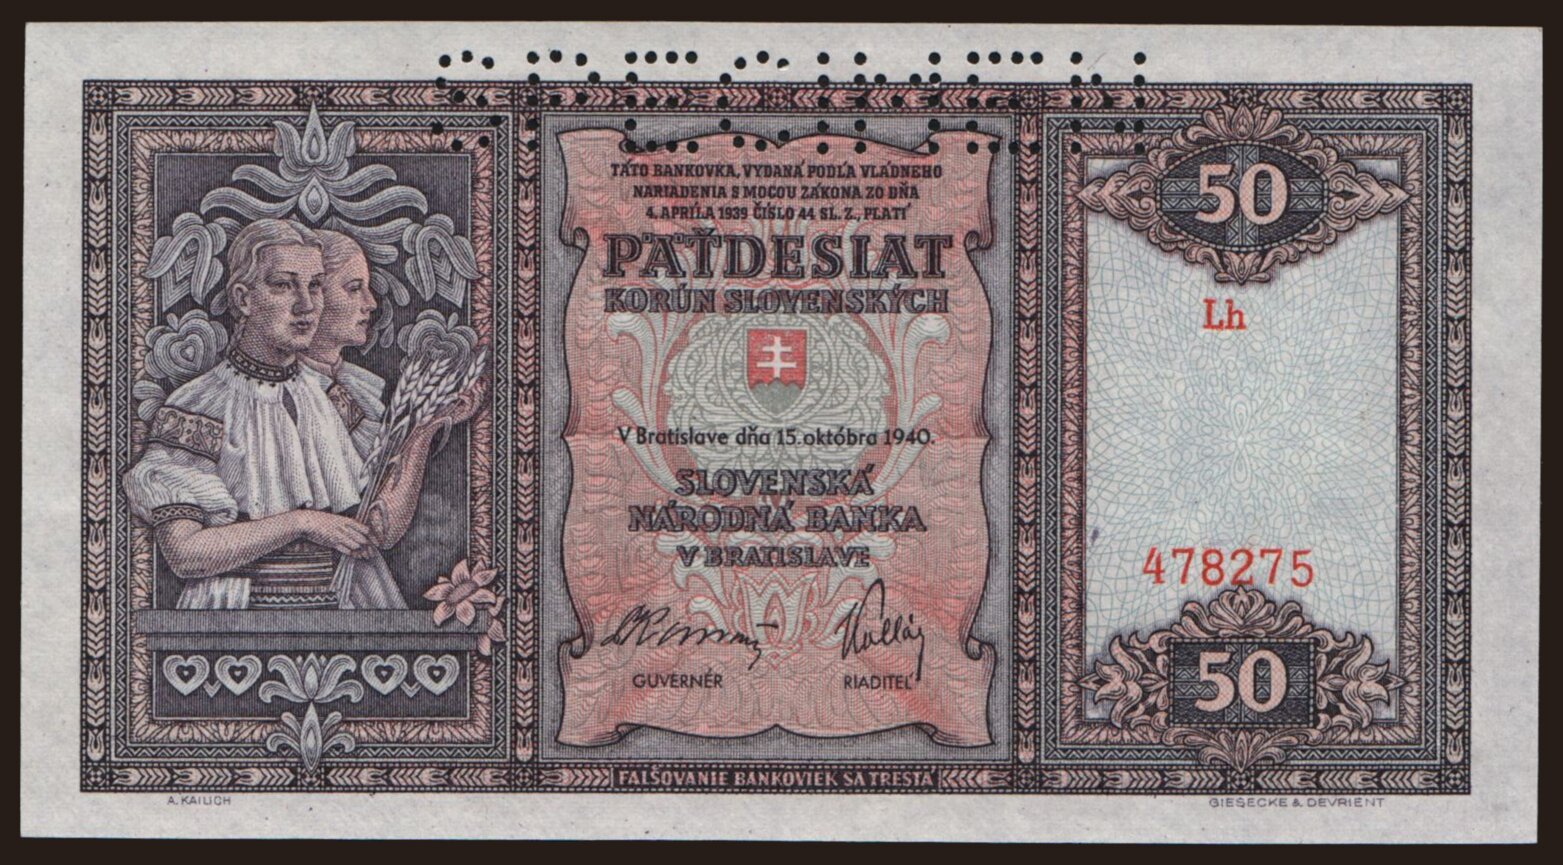 SPECIMEN
TÁTO BANKOVKA, VYDANÁ PODĽA VLÁDNEHO
NARIADENIA S MOCOU ZÁKONA ZO DŇA
4. APRÍLA 1939 ČÍSLO 44 SL. Z., PLATÍ
PÄŤDESIAT
KORÚN SLOVENSKÝCH
V Bratislave dňa 15. októbra 1940.
SLOVENSKÁ
NÁRODNÁ BANKA
V BRATISLAVE
GUVERNÉR
RIADITEĽ
FALŠOVANIE BANKOVIEK SA TRESTÁ
50
Lh
478275
50
A. KAILICH
GIESECKE & DEVRIENT